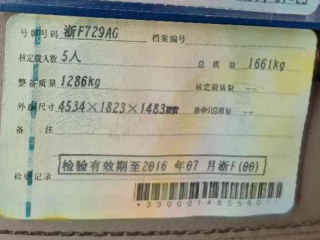 号牌号码 浙F729AG 档案编号
核定载人数 5人 总质量 1661kg
整备质量 1286kg 核定载质量 --
外廓尺寸 4534×1823×1483 准牵引总质量 --
备注
检验有效期至2016年07月浙F(00)
检验记录